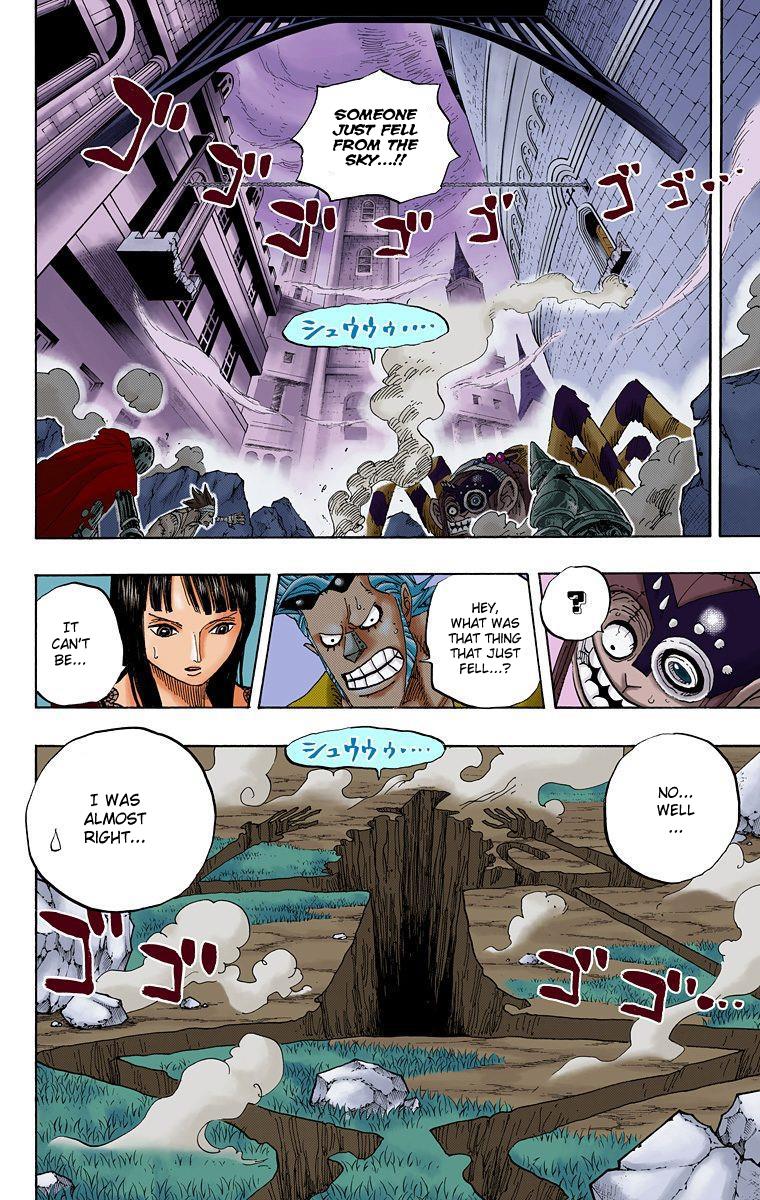 SOMEONE
JUST FELL
FROM THE
SKY...!!
ゴゴゴゴゴゴゴ...
シュウウゥ....
?
HEY,
WHAT WAS
THAT THING
THAT JUST
FELL...?
IT
CAN'T
BE...
シュウウゥ....
NO...
WELL
...
I WAS
ALMOST
RIGHT...
ゴゴ
ゴゴ...